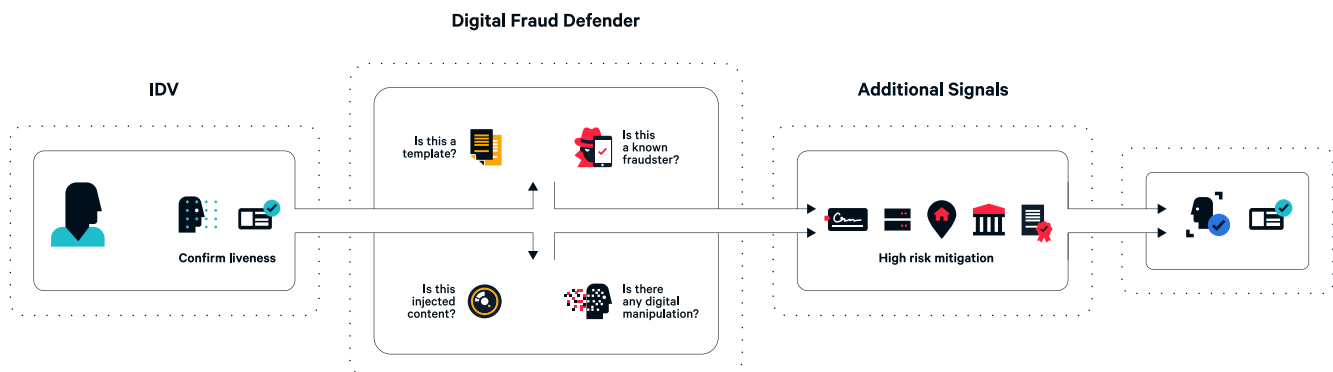 Digital Fraud Defender
IDV
Additional Signals
Is this a
template?
Is this
a known
fraudster?
Confirm liveness
High risk mitigation
Is this
injected
content?
Is there
any digital
manipulation?